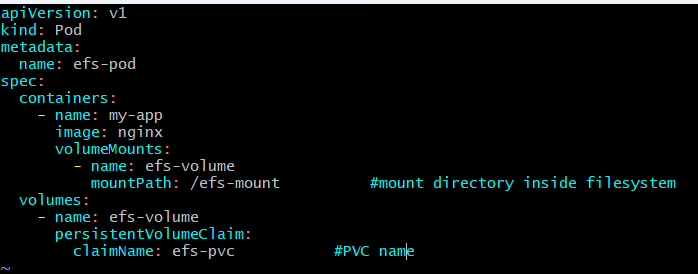 apiVersion: v1
kind: Pod
metadata:
  name: efs-pod
spec:
  containers:
    - name: my-app
      image: nginx
      volumeMounts:
        - name: efs-volume
          mountPath: /efs-mount          #mount directory inside filesystem
  volumes:
    - name: efs-volume
      persistentVolumeClaim:
        claimName: efs-pvc           #PVC name
~